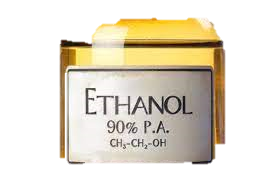 ETHANOL
90% P.A.
CH₃-CH₂-OH